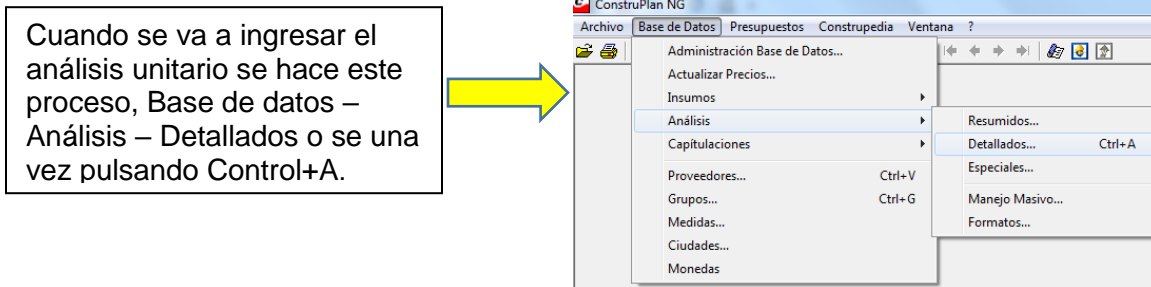 Cuando se va a ingresar el
análisis unitario se hace este
proceso, Base de datos –
Análisis – Detallados o se una
vez pulsando Control+A.
ConstruPlan NG
Archivo Base de Datos Presupuestos Construpedia Ventana ?
Administración Base de Datos...
Actualizar Precios...
Insumos
Análisis
Capítulaciones
Proveedores... Ctrl+V
Grupos... Ctrl+G
Medidas...
Ciudades...
Monedas
Resumidos...
Detallados... Ctrl+A
Especiales...
Manejo Masivo...
Formatos...